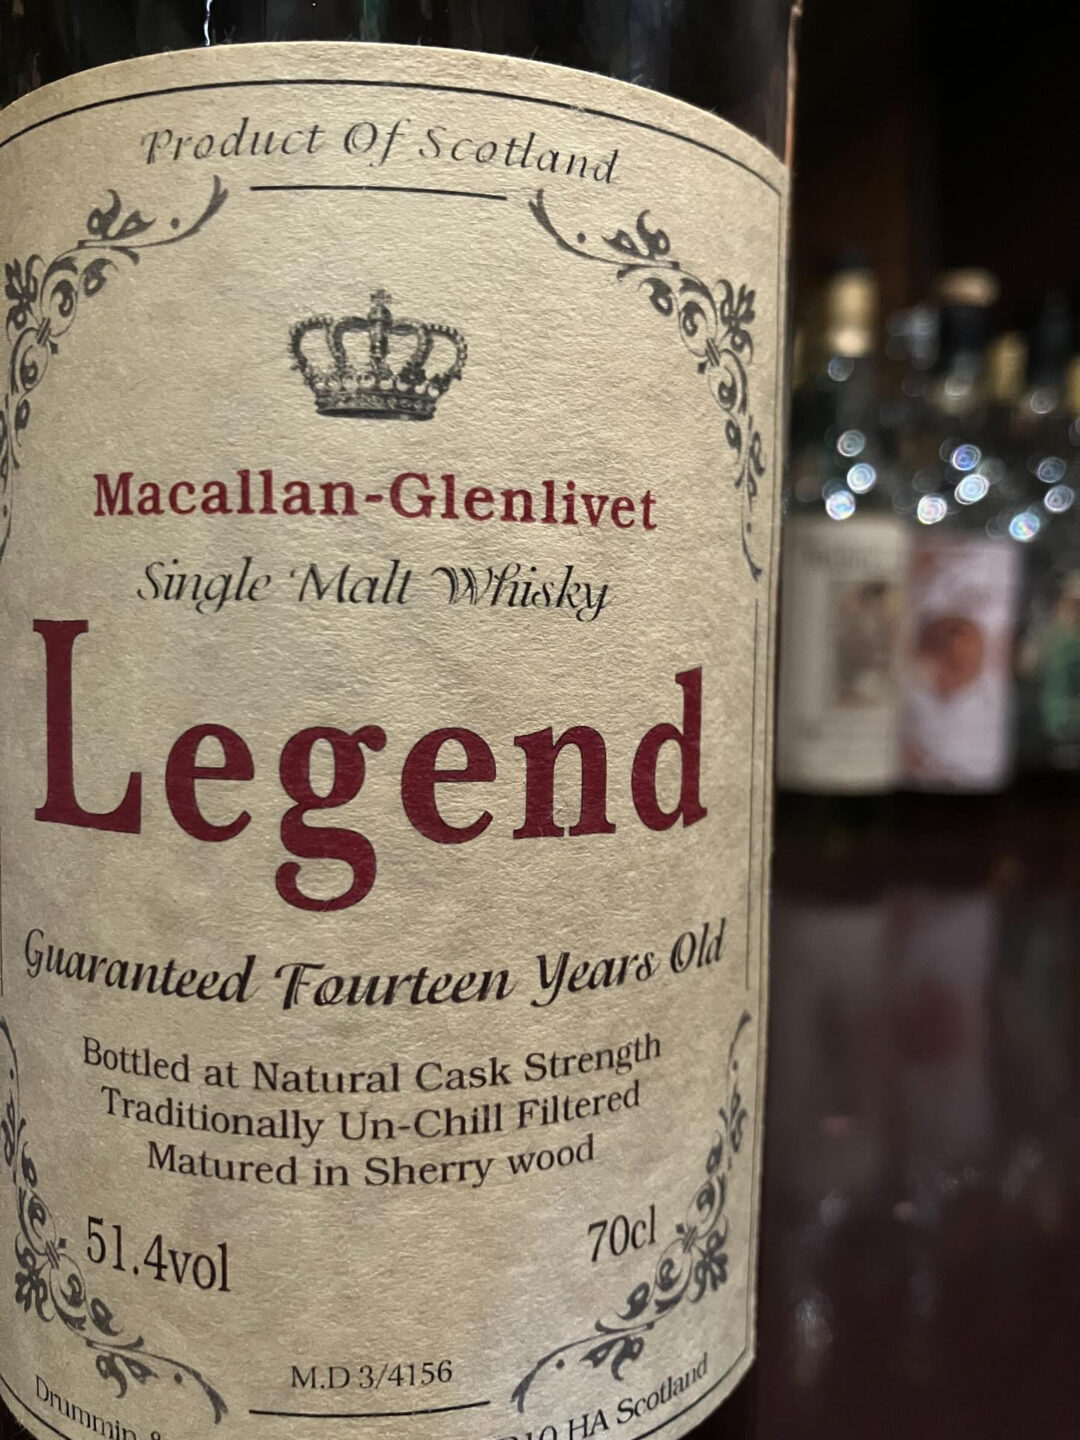 Product Of Scotland
Macallan-Glenlivet
Single Malt Whisky
Legend
Guaranteed Fourteen Years Old
Bottled at Natural Cask Strength
Traditionally Un-Chill Filtered
Matured in Sherry wood
51.4vol
70cl
M.D 3/4156
Drummin &
HA Scotland